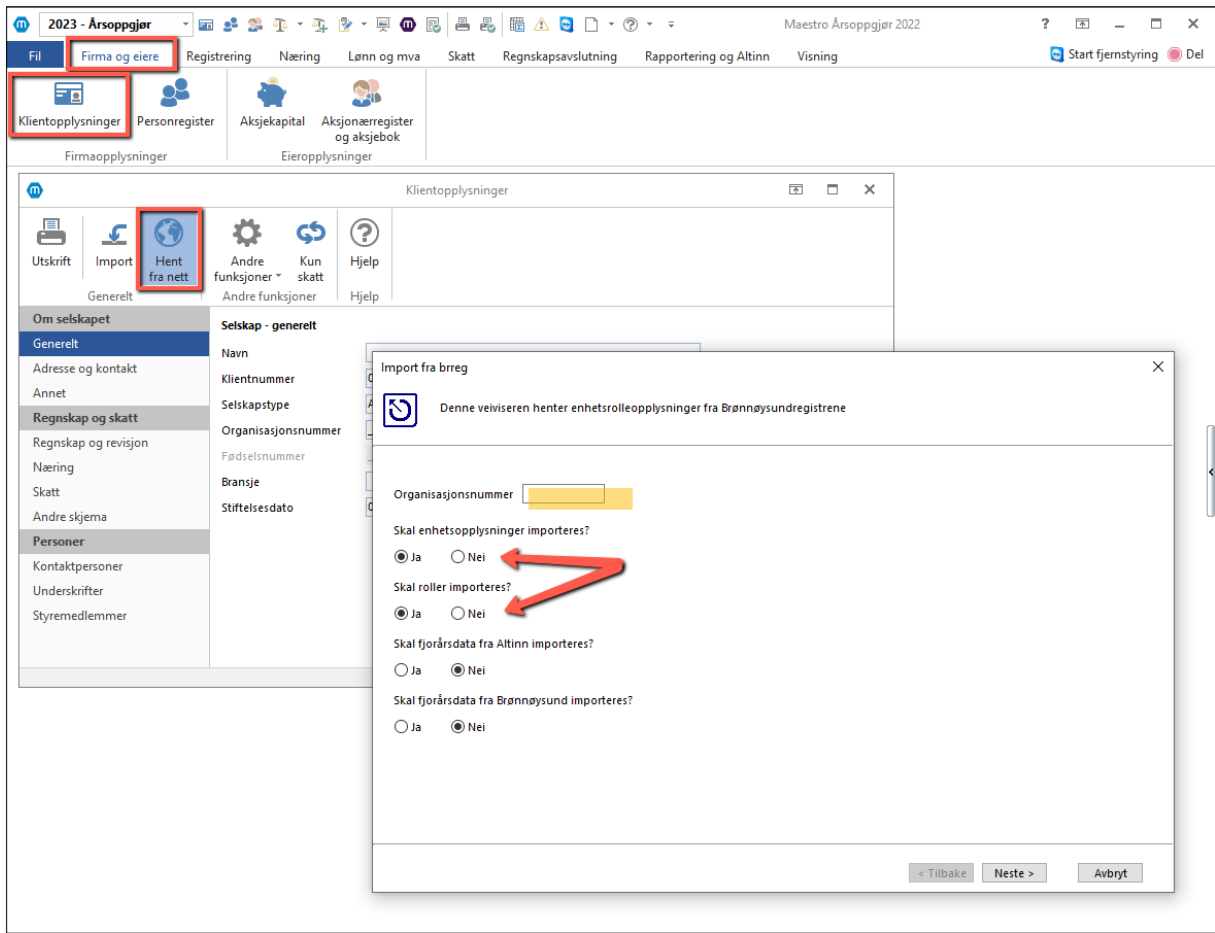 2023 - Årsoppgjør
Maestro Årsoppgjør 2022
Fil Firma og eiere Registrering Næring Lønn og mva Skatt Regnskapsavslutning Rapportering og Altinn Visning
Start fjernstyring Del
Klientopplysninger Personregister Aksjekapital Aksjonærregister
og aksjebok
Firmaopplysninger Eieropplysninger
Klientopplysninger
Utskrift Import Hent
fra nett
Andre
funksjoner
Kun
skatt
Hjelp
Generelt Andre funksjoner Hjelp
Om selskapet
Generelt
Adresse og kontakt
Annet
Regnskap og skatt
Regnskap og revisjon
Næring
Skatt
Andre skjema
Personer
Kontaktpersoner
Underskrifter
Styremedlemmer
Selskap - generelt
Navn
Klientnummer
Selskapstype
Organisasjonsnummer
Fødselsnummer
Bransje
Stiftelsesdato
Import fra brreg
Denne veiviseren henter enhetsrolleopplysninger fra Brønnøysundregistrene
Organisasjonsnummer
Skal enhetsopplysninger importeres?
Ja Nei
Skal roller importeres?
Ja Nei
Skal fjorårsdata fra Altinn importeres?
Ja Nei
Skal fjorårsdata fra Brønnøysund importeres?
Ja Nei
< Tilbake Neste > Avbryt